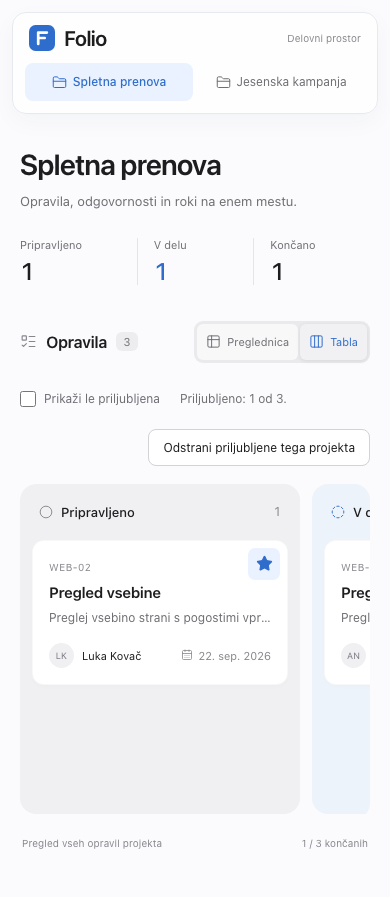 Folio
Delovni prostor
Spletna prenova
Jesenska kampanja
Spletna prenova
Opravila, odgovornosti in roki na enem mestu.
Pripravljeno
V delu
Končano
1
1
1
Opravila
3
Preglednica
Tabla
Prikaži le priljubljena
Priljubljeno: 1 od 3.
Odstrani priljubljene tega projekta
Pripravljeno
1
WEB-02
Pregled vsebine
Preglej vsebino strani s pogostimi vpr...
LK
Luka Kovač
22. sep. 2026
V d
WEB-
Preg
Pregl
AN
Pregled vseh opravil projekta
1 / 3 končanih